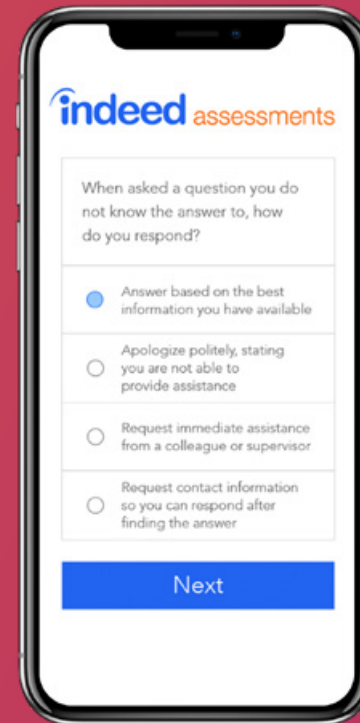 indeed assessments
When asked a question you do
not know the answer to, how
do you respond?
Answer based on the best
information you have available
Apologize politely, stating
you are not able to
provide assistance
Request immediate assistance
from a colleague or supervisor
Request contact information
so you can respond after
finding the answer
Next